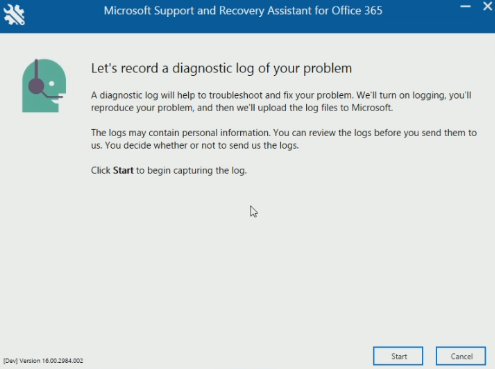 Microsoft Support and Recovery Assistant for Office 365
Let's record a diagnostic log of your problem
A diagnostic log will help to troubleshoot and fix your problem. We'll turn on logging, you'll
reproduce your problem, and then we'll upload the log files to Microsoft.
The logs may contain personal information. You can review the logs before you send them to
us. You decide whether or not to send us the logs.
Click Start to begin capturing the log.
Start
Cancel
[Dev] Version 16.00.2984.002